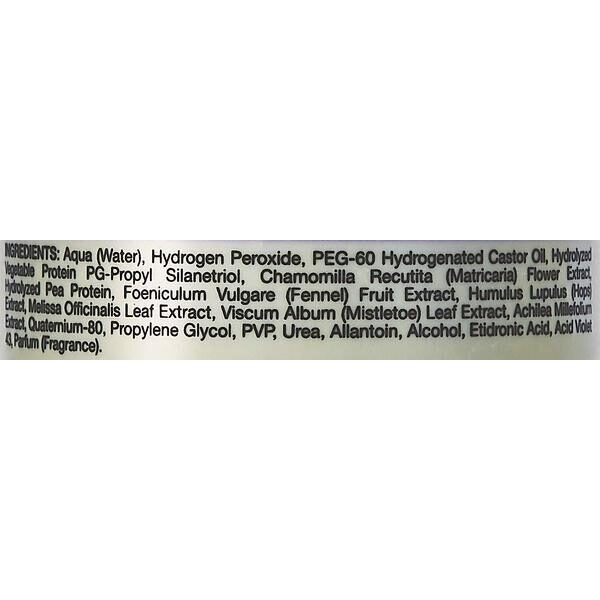 INGREDIENTS: Aqua (Water), Hydrogen Peroxide, PEG-60 Hydrogenated Castor Oil, Hydrolyzed
Vegetable Protein PG-Propyl Silanetriol, Chamomilla Recutita (Matricaria) Flower Extract,
Hydrolyzed Pea Protein, Foeniculum Vulgare (Fennel) Fruit Extract, Humulus Lupulus (Hops)
Extract, Melissa Officinalis Leaf Extract, Viscum Album (Mistletoe) Leaf Extract, Achilea Millefolium
Extract, Quaternium-80, Propylene Glycol, PVP, Urea, Allantoin, Alcohol, Etidronic Acid, Acid Violet
43, Parfum (Fragrance).